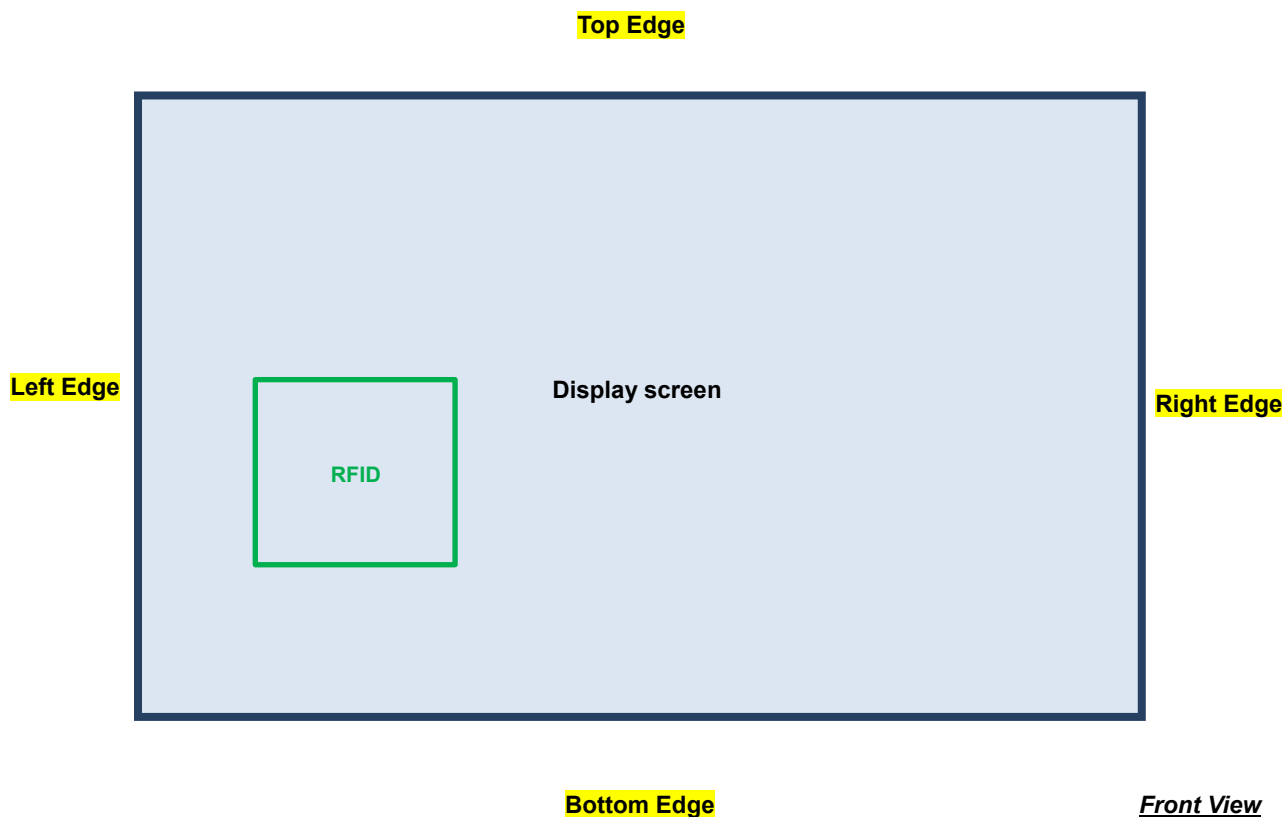 Top Edge
Left Edge
Display screen
Right Edge
RFID
Bottom Edge
Front View